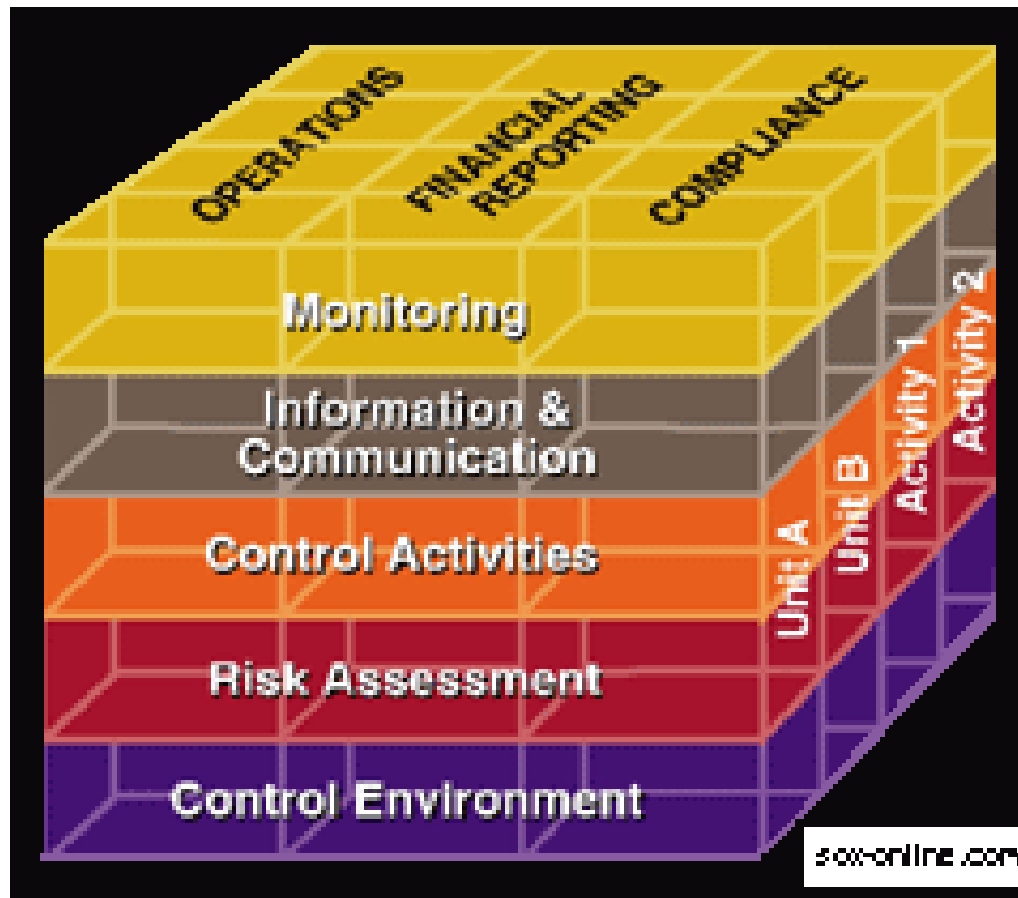 OPERATIONS
FINANCIAL
REPORTING
COMPLIANCE
Monitoring
Information &
Communication
Control Activities
Risk Assessment
Control Environment
Unit A
Unit B
Activity 1
Activity 2
sox-online.com